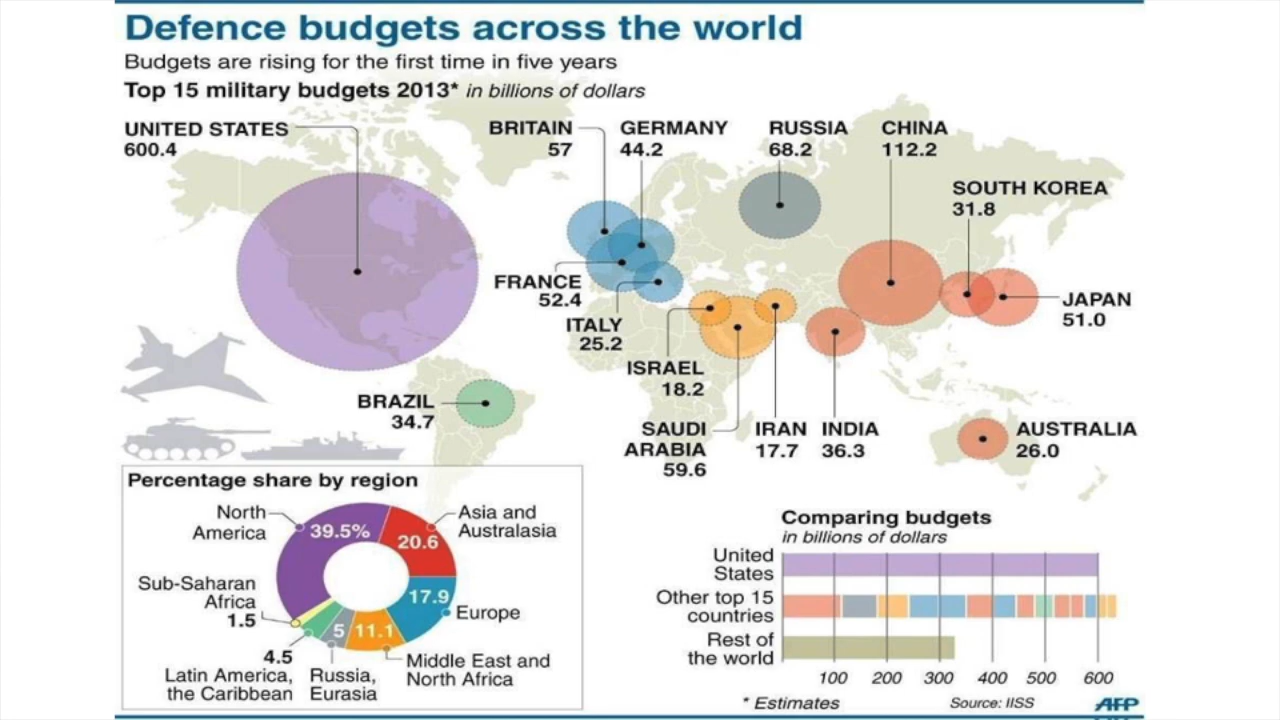 Defence budgets across the world
Budgets are rising for the first time in five years
Top 15 military budgets 2013* in billions of dollars
UNITED STATES
600.4
BRITAIN
57
GERMANY
44.2
RUSSIA
68.2
CHINA
112.2
SOUTH KOREA
31.8
FRANCE
52.4
ITALY
25.2
JAPAN
51.0
ISRAEL
18.2
BRAZIL
34.7
SAUDI
ARABIA
59.6
IRAN
17.7
INDIA
36.3
AUSTRALIA
26.0
Percentage share by region
North
America
39.5%
Asia and
Australasia
20.6
Sub-Saharan
Africa
1.5
17.9
Europe
4.5
Latin America,
the Caribbean
5
Russia,
Eurasia
11.1
Middle East and
North Africa
Comparing budgets
in billions of dollars
United
States
Other top 15
countries
Rest of
the world
100 200 300 400 500 600
* Estimates
Source: IISS
AFP